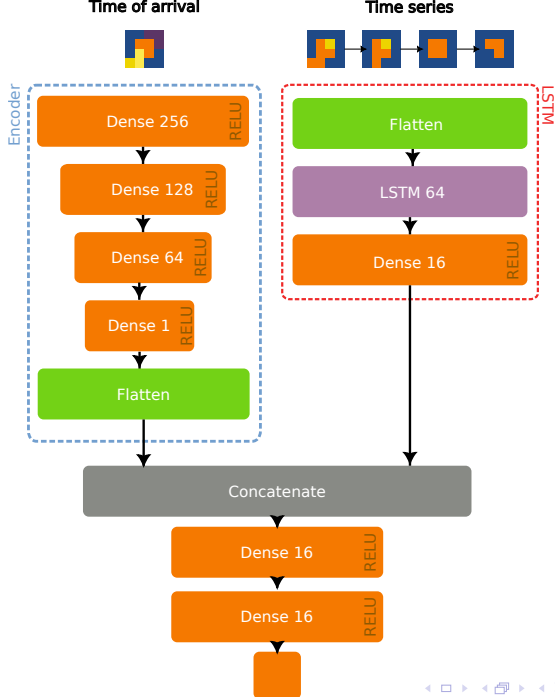 Time of arrival
Time series
Encoder
LSTM
Dense 256
RELU
Dense 128
RELU
Dense 64
RELU
Dense 1
RELU
Flatten
Flatten
LSTM 64
Dense 16
RELU
Concatenate
Dense 16
RELU
Dense 16
RELU